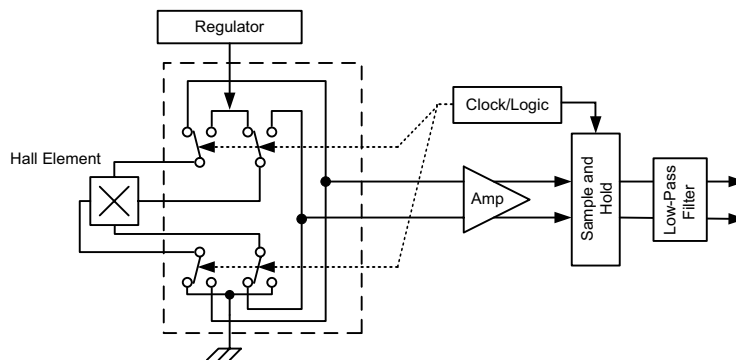 Regulator
Clock/Logic
Hall Element
Amp
Sample and
Hold
Low-Pass
Filter